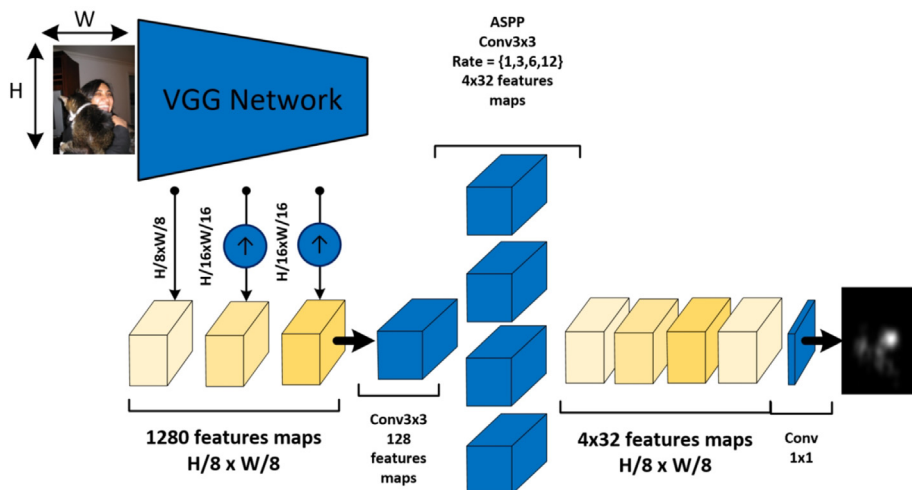 W
H
VGG Network
ASPP
Conv3x3
Rate = {1,3,6,12}
4x32 features
maps
H/8xW/8
H/16xW/16
H/16xW/16
1280 features maps
H/8 x W/8
Conv3x3
128
features
maps
4x32 features maps
H/8 x W/8
Conv
1x1